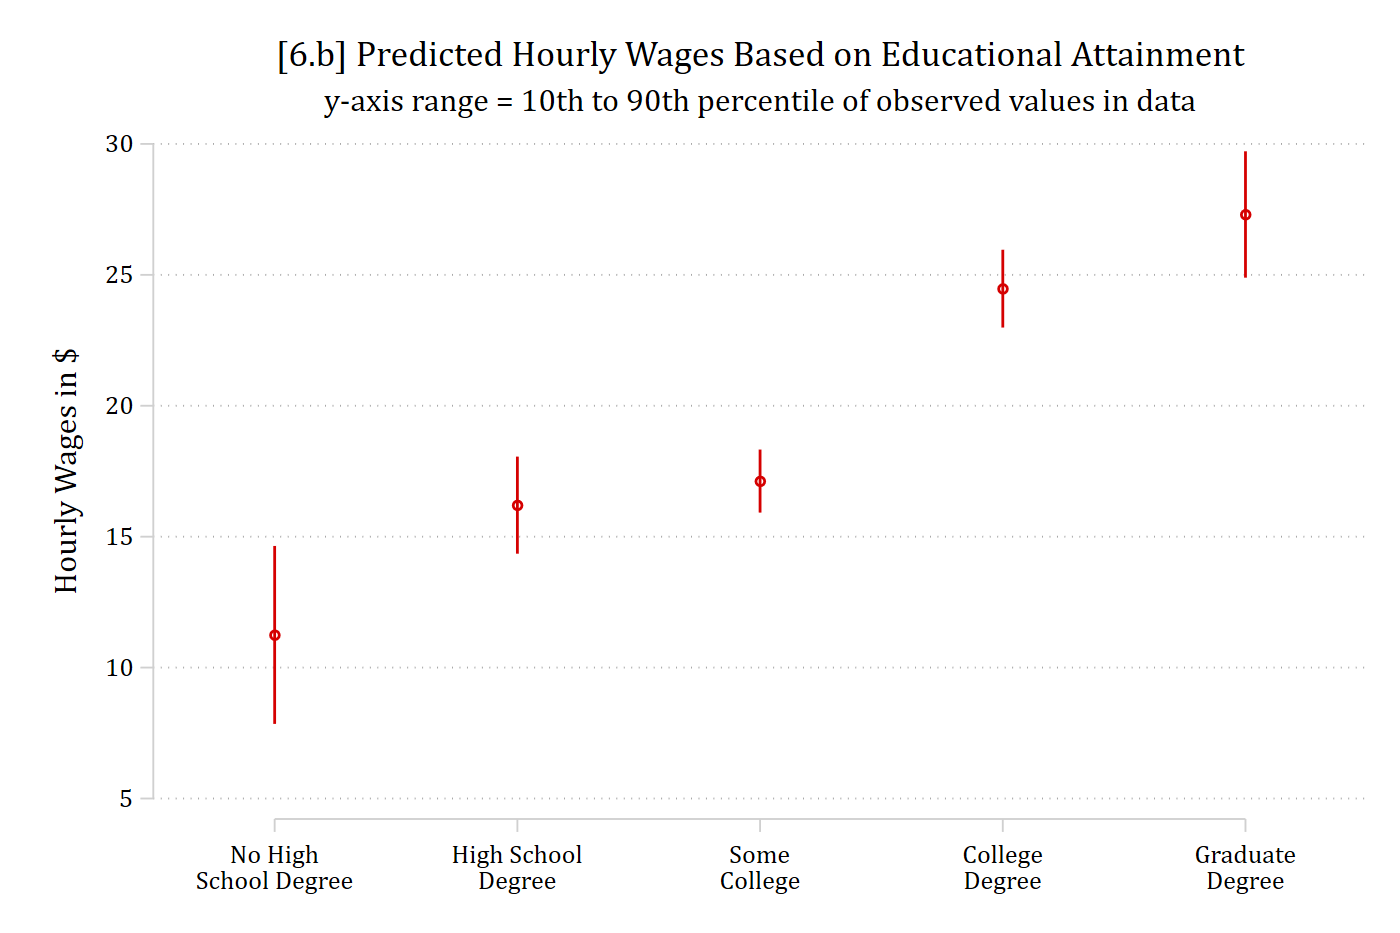 [6.b] Predicted Hourly Wages Based on Educational Attainment
y-axis range = 10th to 90th percentile of observed values in data
Hourly Wages in $
30
25
20
15
10
5
No High
School Degree
High School
Degree
Some
College
College
Degree
Graduate
Degree